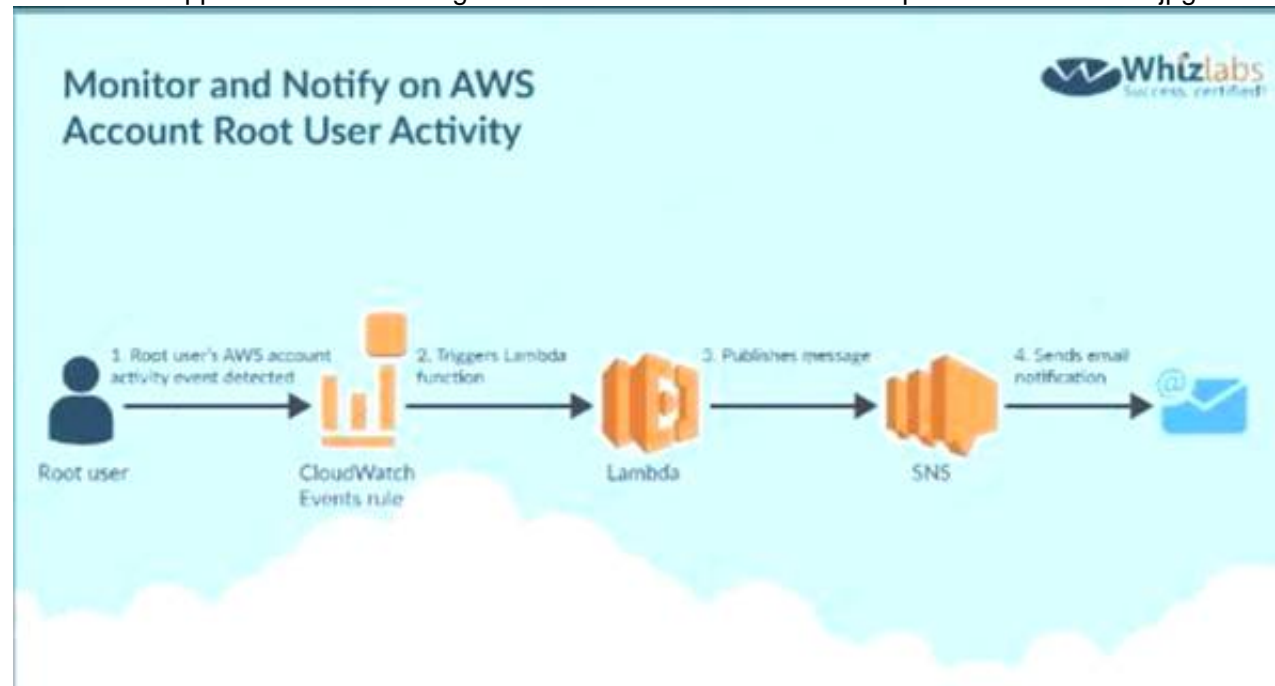 Monitor and Notify on AWS
Account Root User Activity
Whizlabs
Success. certified!
1. Root user's AWS account
activity event detected
2. Triggers Lambda
function
3. Publishes message
4. Sends email
notification
@
Root user
CloudWatch
Events rule
Lambda
SNS